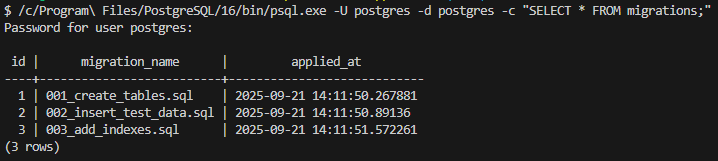 $ /c/Program\ Files/PostgreSQL/16/bin/psql.exe -U postgres -d postgres -c "SELECT * FROM migrations;"
Password for user postgres:
 id |      migration_name      |         applied_at
----+--------------------------+----------------------------
  1 | 001_create_tables.sql    | 2025-09-21 14:11:50.267881
  2 | 002_insert_test_data.sql | 2025-09-21 14:11:50.89136
  3 | 003_add_indexes.sql      | 2025-09-21 14:11:51.572261
(3 rows)